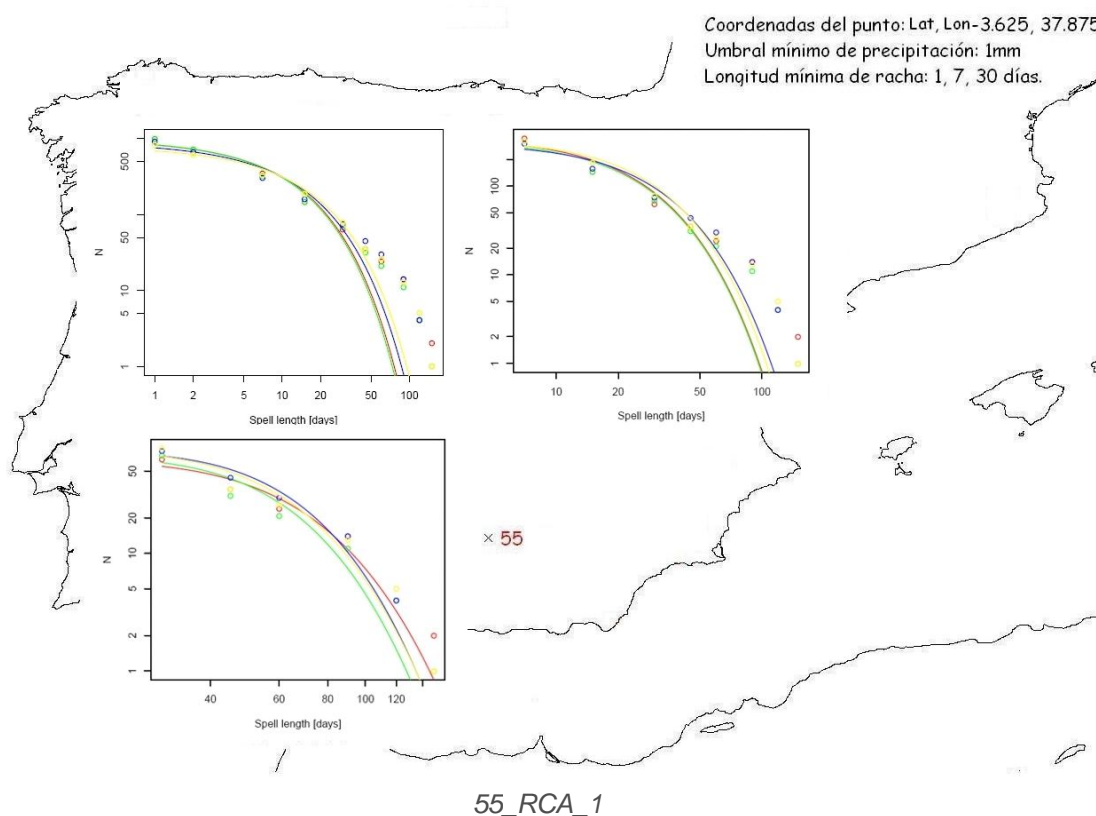 Coordenadas del punto: Lat, Lon-3.625, 37.875
Umbral mínimo de precipitación: 1mm
Longitud mínima de racha: 1, 7, 30 días.
500
50
10
5
1
N
1 2 5 10 20 50 100
Spell length [days]
100
50
20
10
5
2
1
N
10 20 50 100
Spell length [days]
50
20
10
5
2
1
N
40 60 80 100 120
Spell length [days]
× 55
55_RCA_1